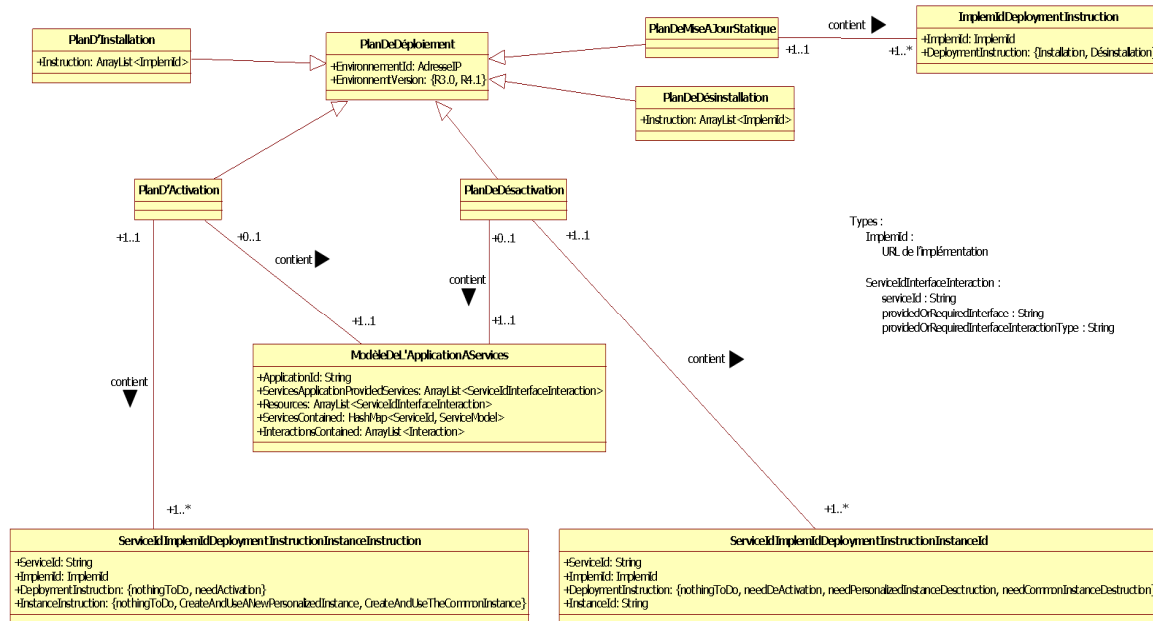 PlanD'Installation
+Instruction: ArrayList<ImplemId>
PlanDeDéploiement
+EnvironementId: AdresseIP
+EnvironnemtVersion: {R3.0, R4.1}
PlanDeMiseAJourStatique
contient
+1..1
+1..*
ImplemIdDeploymentInstruction
+ImplemId: ImplemId
+DeploymentInstruction: {Installation, Désinstallation}
PlanDeDésinstallation
+Instruction: ArrayList<ImplemId>
PlanD'Activation
PlanDeDésactivation
+1..1
+0..1
contient
+1..1
+0..1
contient
+1..1
+1..1
Types :
ImplemId :
URL de l'implémentation
ServiceIdInterfaceInteraction :
serviceId : String
providedOrRequiredInterface : String
providedOrRequiredInterfaceInteractionType : String
ModèleDeL'ApplicationAServices
+ApplicationId: String
+ServicesApplicationProvidedServices: ArrayList<ServiceIdInterfaceInteraction>
+Resources: ArrayList<ServiceIdInterfaceInteraction>
+ServicesContained: HashMap<ServiceId, ServiceModel>
+InteractionsContained: ArrayList<Interaction>
contient
contient
+1..*
+1..*
ServiceIdImplemIdDeploymentInstructionInstanceInstruction
+ServiceId: String
+ImplemId: ImplemId
+DeploymentInstruction: {nothingToDo, needActivation}
+InstanceInstruction: {nothingToDo, CreateAndUseANewPersonalizedInstance, CreateAndUseTheCommonInstance}
ServiceIdImplemIdDeploymentInstructionInstanceId
+ServiceId: String
+ImplemId: ImplemId
+DeploymentInstruction: {nothingToDo, needDeActivation, needPersonalizedInstanceDesctruction, needCommonInstanceDestruction}
+InstanceId: String